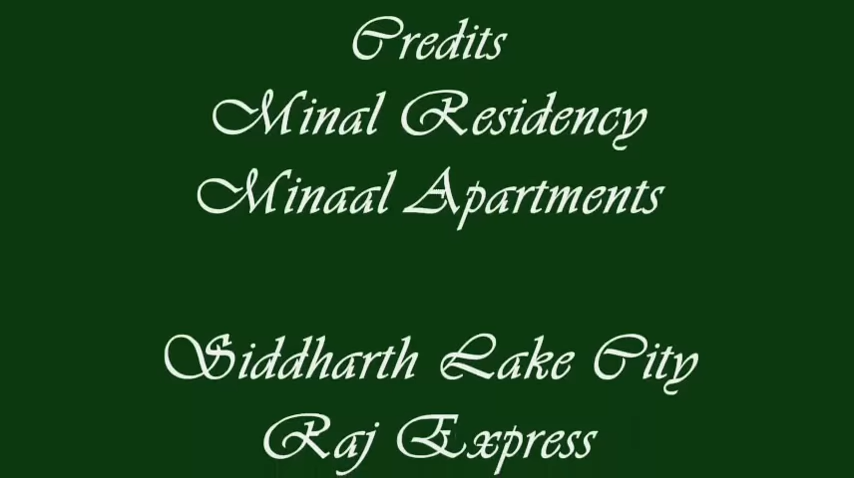 Credits
Minal Residency
Minaal Apartments
Siddharth Lake City
Raj Express